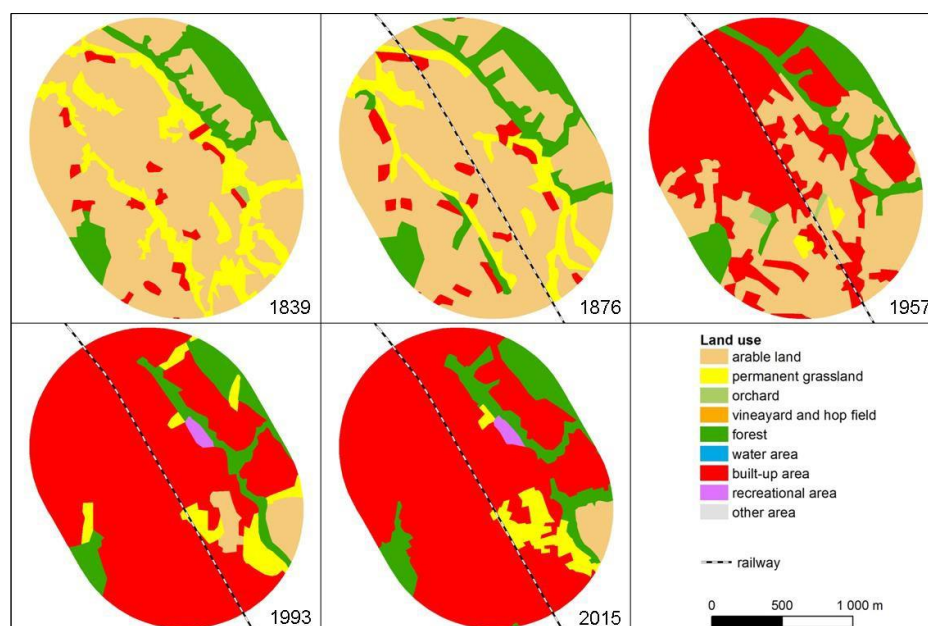 1839
1876
1957
1993
2015
Land use
arable land
permanent grassland
orchard
vineayard and hop field
forest
water area
built-up area
recreational area
other area
railway
0 500 1 000 m